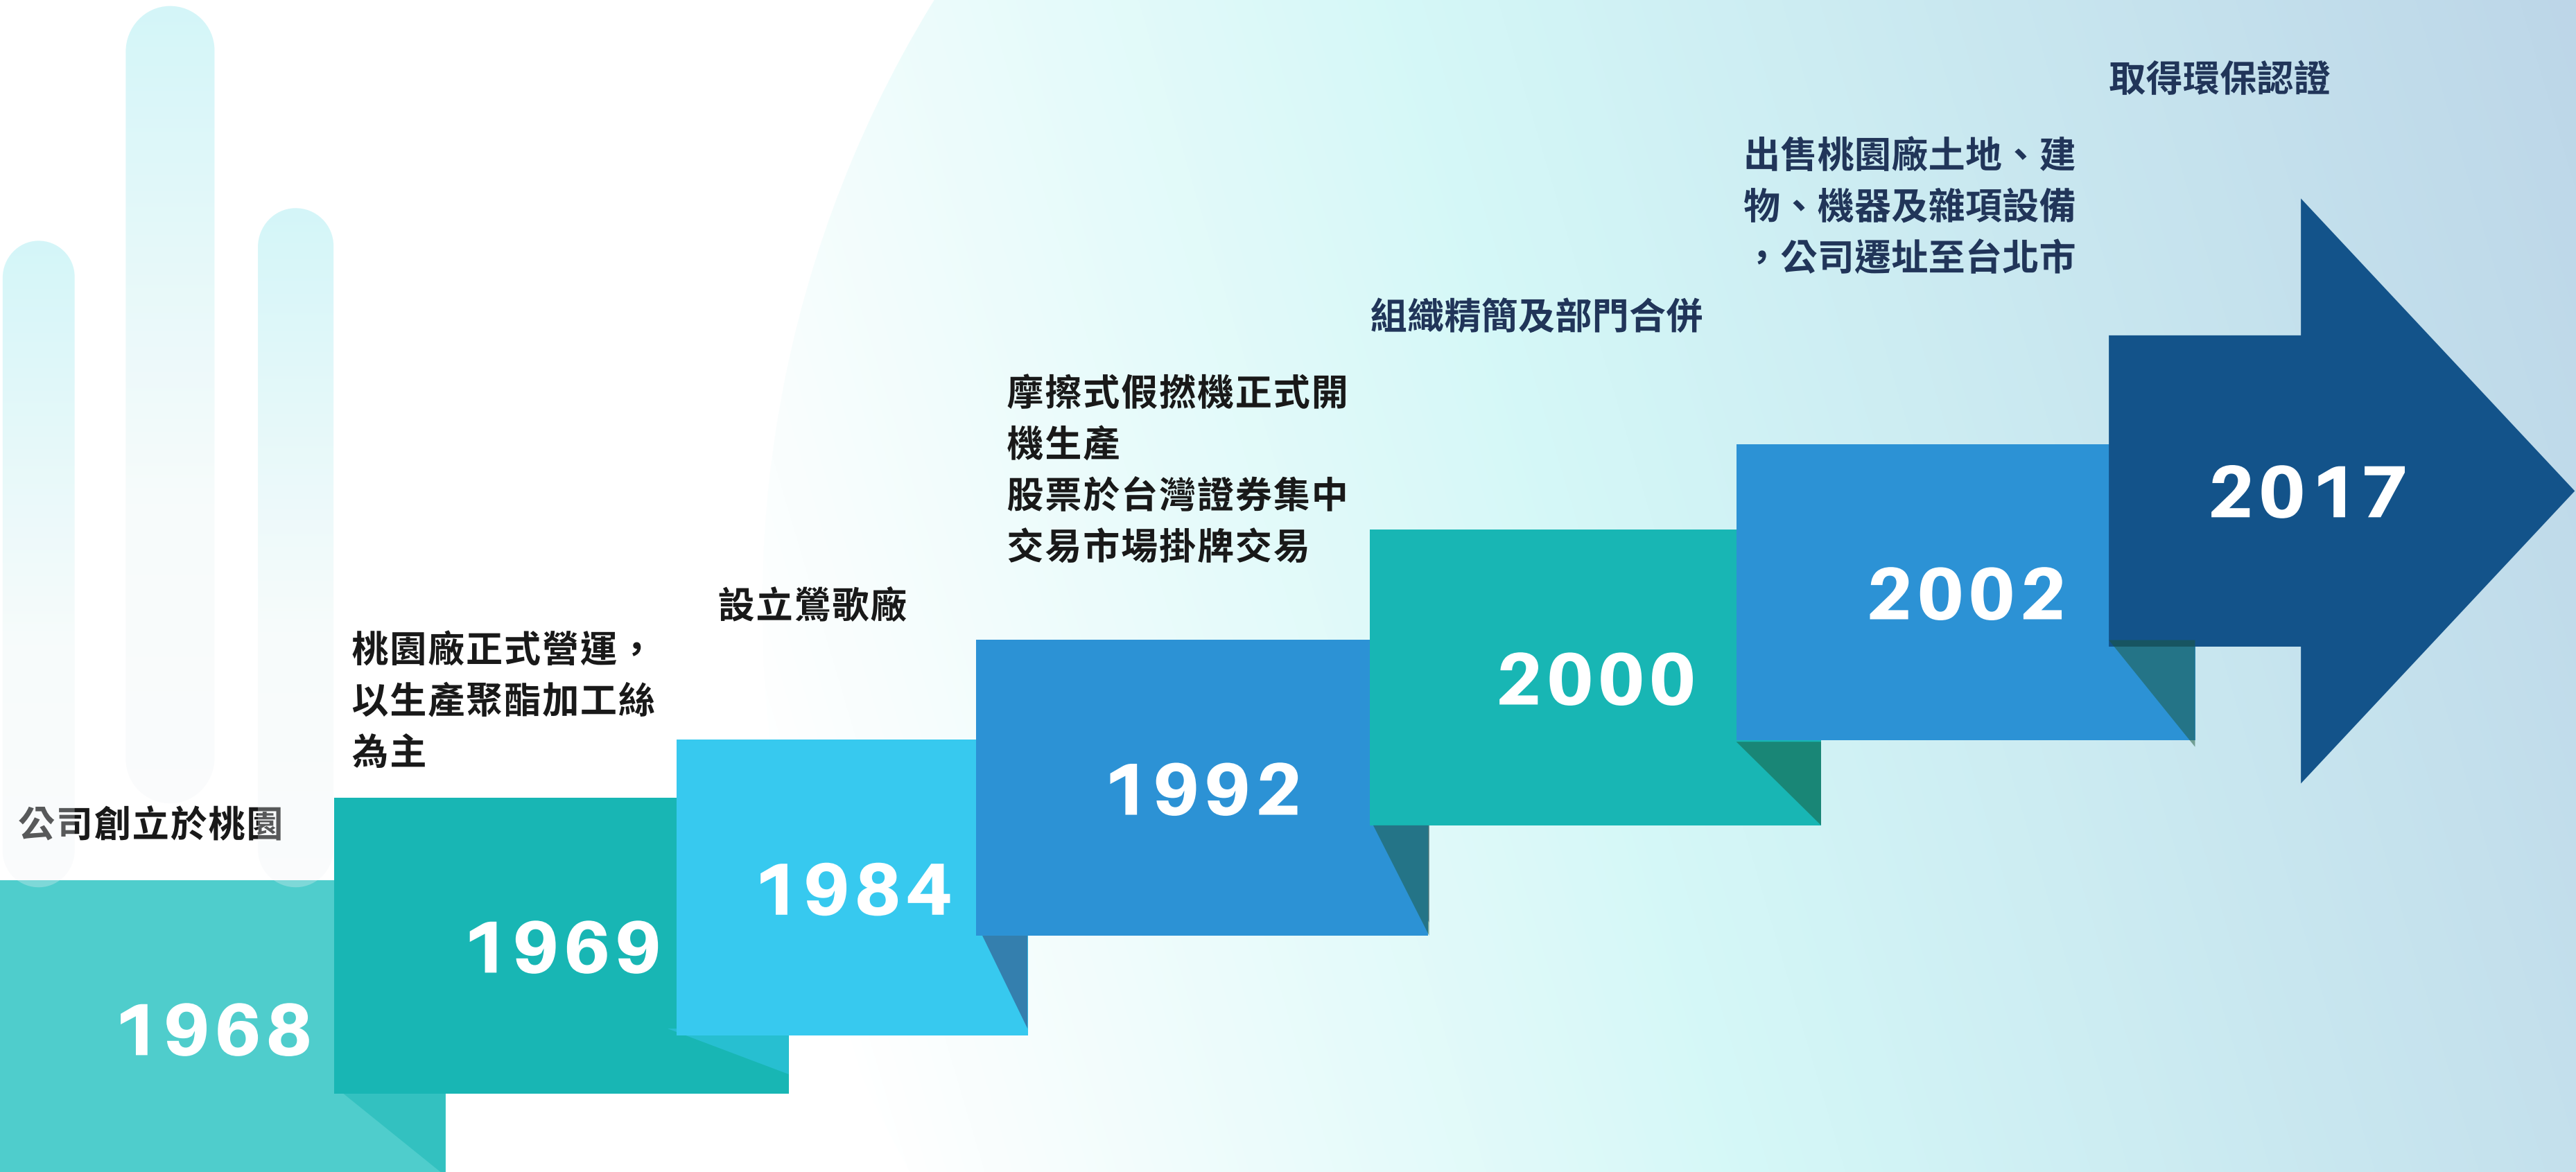 公司創立於桃園
1968
桃園廠正式營運，
以生產聚酯加工絲
為主
1969
設立鶯歌廠
1984
摩擦式假撚機正式開
機生產
股票於台灣證券集中
交易市場掛牌交易
1992
組織精簡及部門合併
2000
出售桃園廠土地、建
物、機器及雜項設備
，公司遷址至台北市
2002
取得環保認證
2017